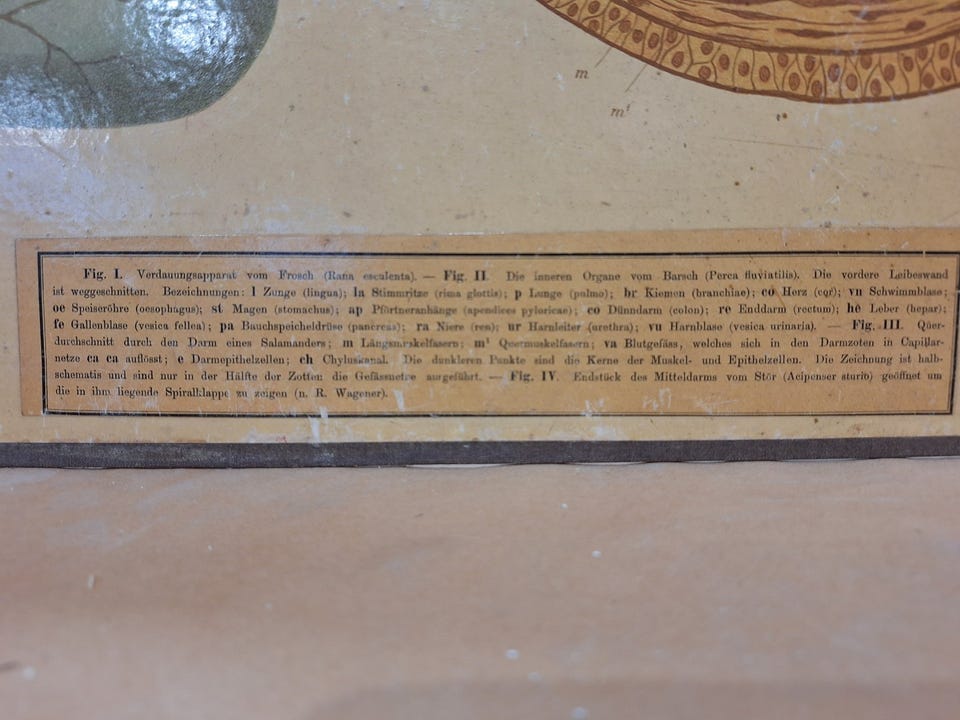 m
m¹
Fig. I. Verdauungsapparat vom Frosch (Rana esculenta). — Fig. II. Die inneren Organe vom Barsch (Perca fluviatilis). Die vordere Leibeswand
ist weggeschnitten. Bezeichnungen: l Zunge (lingua); la Stimmritze (rima glottis); p Lunge (pulmo); br Kiemen (branchiae); co Herz (cor); vn Schwimmblase;
oe Speiseröhre (oesophagus); st Magen (stomachus); ap Pförtneranhänge (apendices pyloricae); co Dünndarm (colon); re Enddarm (rectum); he Leber (hepar);
fe Gallenblase (vesica fellea); pa Bauchspeicheldrüse (pancreas); ra Niere (ren); ur Harnleiter (urethra); vu Harnblase (vesica urinaria). — Fig. III. Quer-
durchschnitt durch den Darm eines Salamanders; m Längsmuskelfasern; m¹ Quermuskelfasern; va Blutgefäss, welches sich in den Darmzoten in Capillar-
netze ca ca auflösst; e Darmepithelzellen; ch Chyluskanal. Die dunkleren Punkte sind die Kerne der Muskel- und Epithelzellen. Die Zeichnung ist halb-
schematis und sind nur in der Hälfte der Zotten die Gefässnetze ausgeführt. — Fig. IV. Endstück des Mitteldarms vom Stör (Acipenser sturio) geöffnet um
die in ihm liegende Spiralklappe zu zeigen (n. R. Wagener).